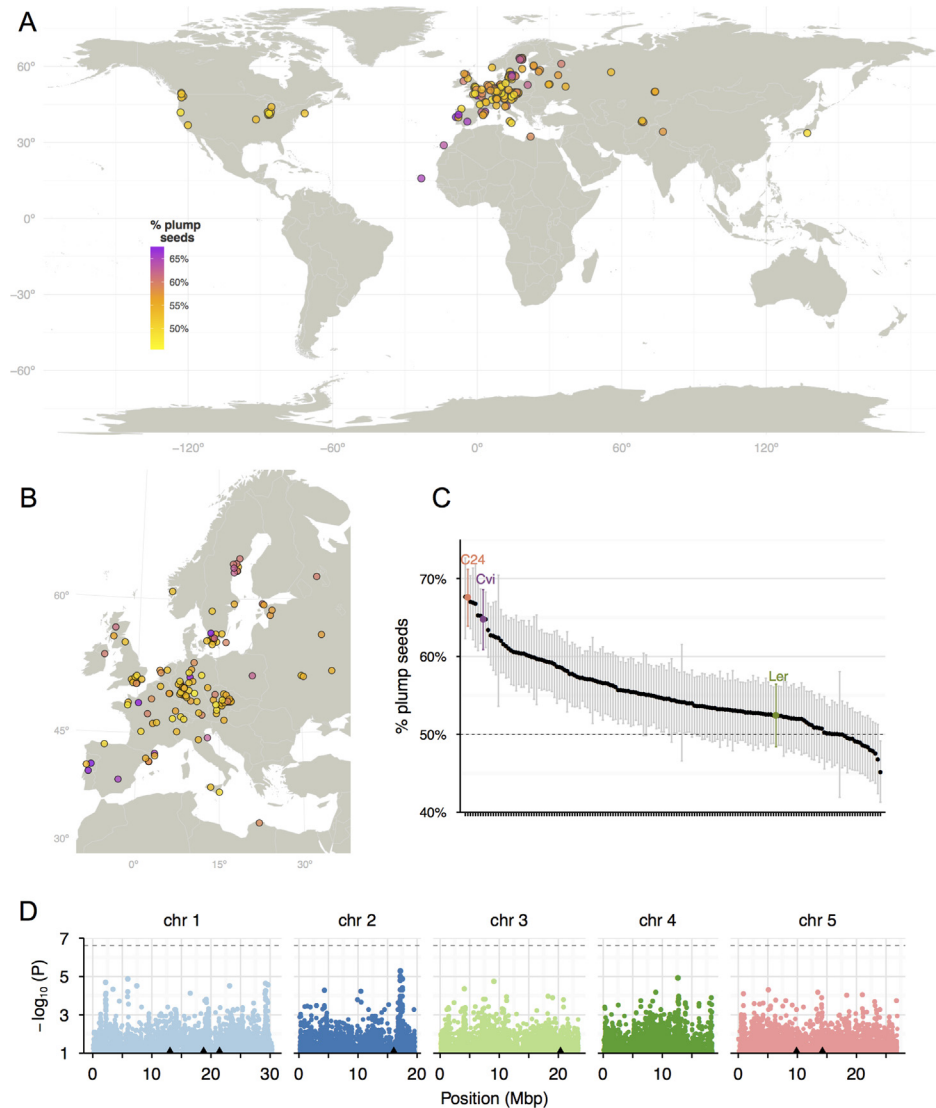 A
60°
30°
0°
−30°
−60°
% plump
seeds
65%
60%
55%
50%
−120°
−60°
0°
60°
120°
B
60°
45°
30°
0°
15°
30°
C
% plump seeds
70%
60%
50%
40%
C24
Cvi
Ler
D
chr 1 chr 2 chr 3 chr 4 chr 5
−log10 (P)
7
5
3
1
0 10 20 30 0 10 20 0 10 20 0 10 0 10 20
Position (Mbp)